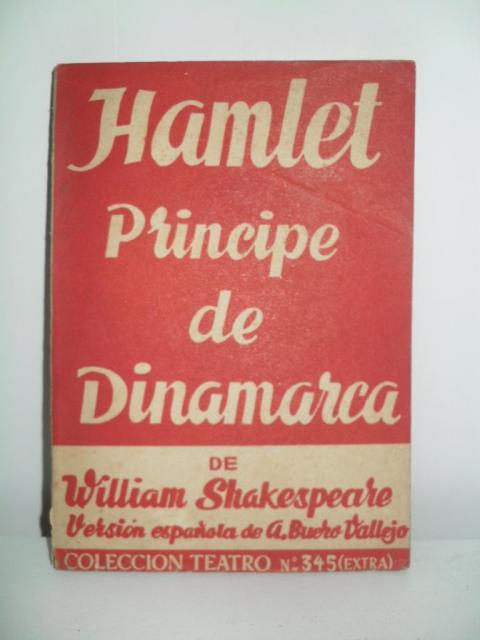 Hamlet
Principe
de
Dinamarca
DE
William Shakespeare
Versión española de A. Buero Vallejo
COLECCION TEATRO Nº 345 (EXTRA)